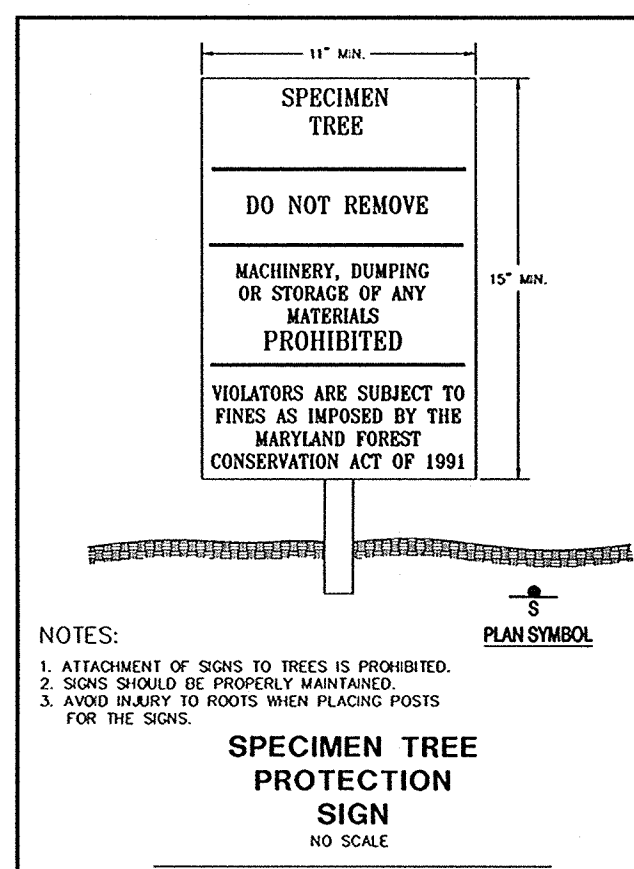 11" MIN.
SPECIMEN
TREE
DO NOT REMOVE
MACHINERY, DUMPING
OR STORAGE OF ANY
MATERIALS
PROHIBITED
VIOLATORS ARE SUBJECT TO
FINES AS IMPOSED BY THE
MARYLAND FOREST
CONSERVATION ACT OF 1991
15" MIN.
S
PLAN SYMBOL
NOTES:
1. ATTACHMENT OF SIGNS TO TREES IS PROHIBITED.
2. SIGNS SHOULD BE PROPERLY MAINTAINED.
3. AVOID INJURY TO ROOTS WHEN PLACING POSTS
FOR THE SIGNS.
SPECIMEN TREE
PROTECTION
SIGN
NO SCALE